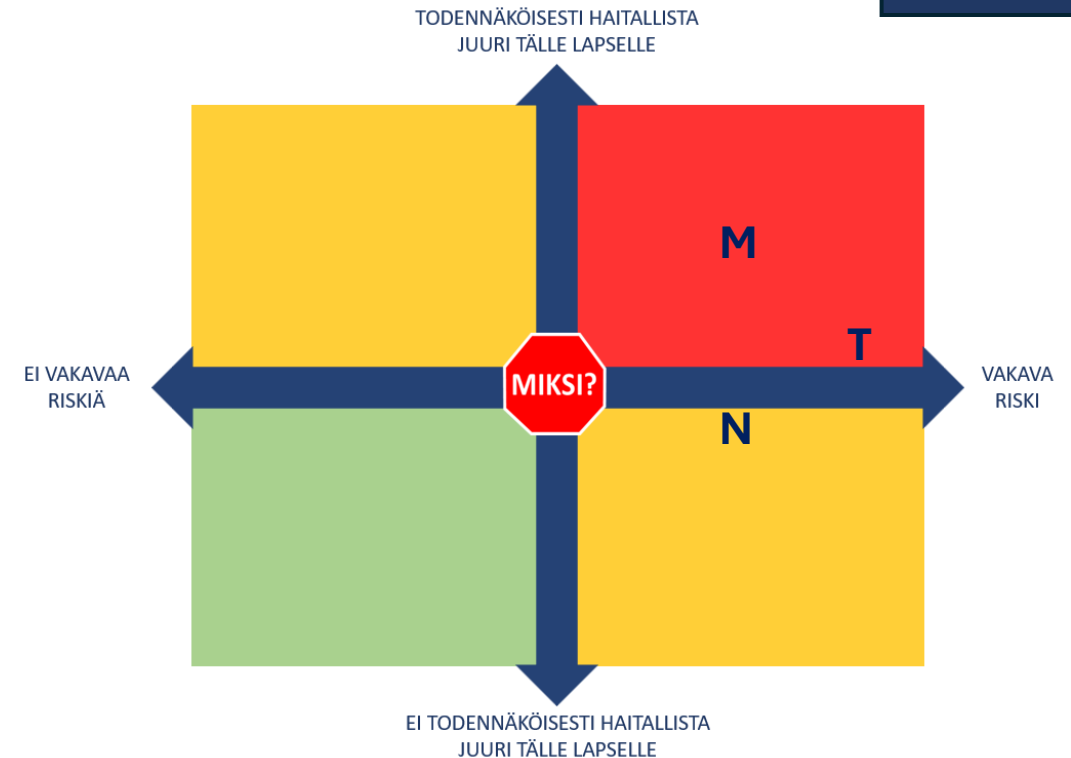 TODENNÄKÖISESTI HAITALLISTA
JUURI TÄLLE LAPSELLE
M
T
EI VAKAVAA
RISKIÄ
MIKSI?
VAKAVA
RISKI
N
EI TODENNÄKÖISESTI HAITALLISTA
JUURI TÄLLE LAPSELLE